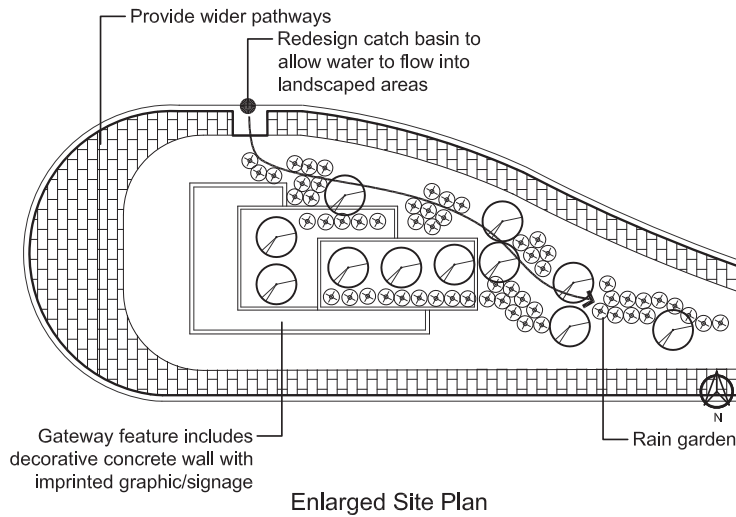 Provide wider pathways
Redesign catch basin to
allow water to flow into
landscaped areas
N
Gateway feature includes
decorative concrete wall with
imprinted graphic/signage
Rain garden
Enlarged Site Plan